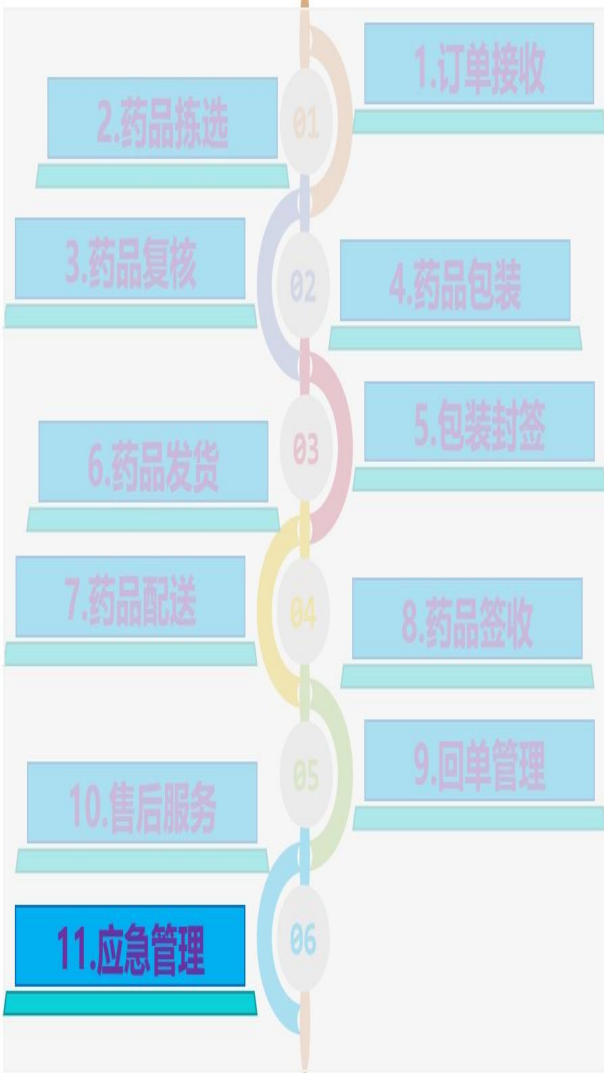 1.订单接收
2.药品拣选
01
3.药品复核
02
4.药品包装
5.包装封签
03
6.药品发货
7.药品配送
04
8.药品签收
9.回单管理
05
10.售后服务
11.应急管理
06